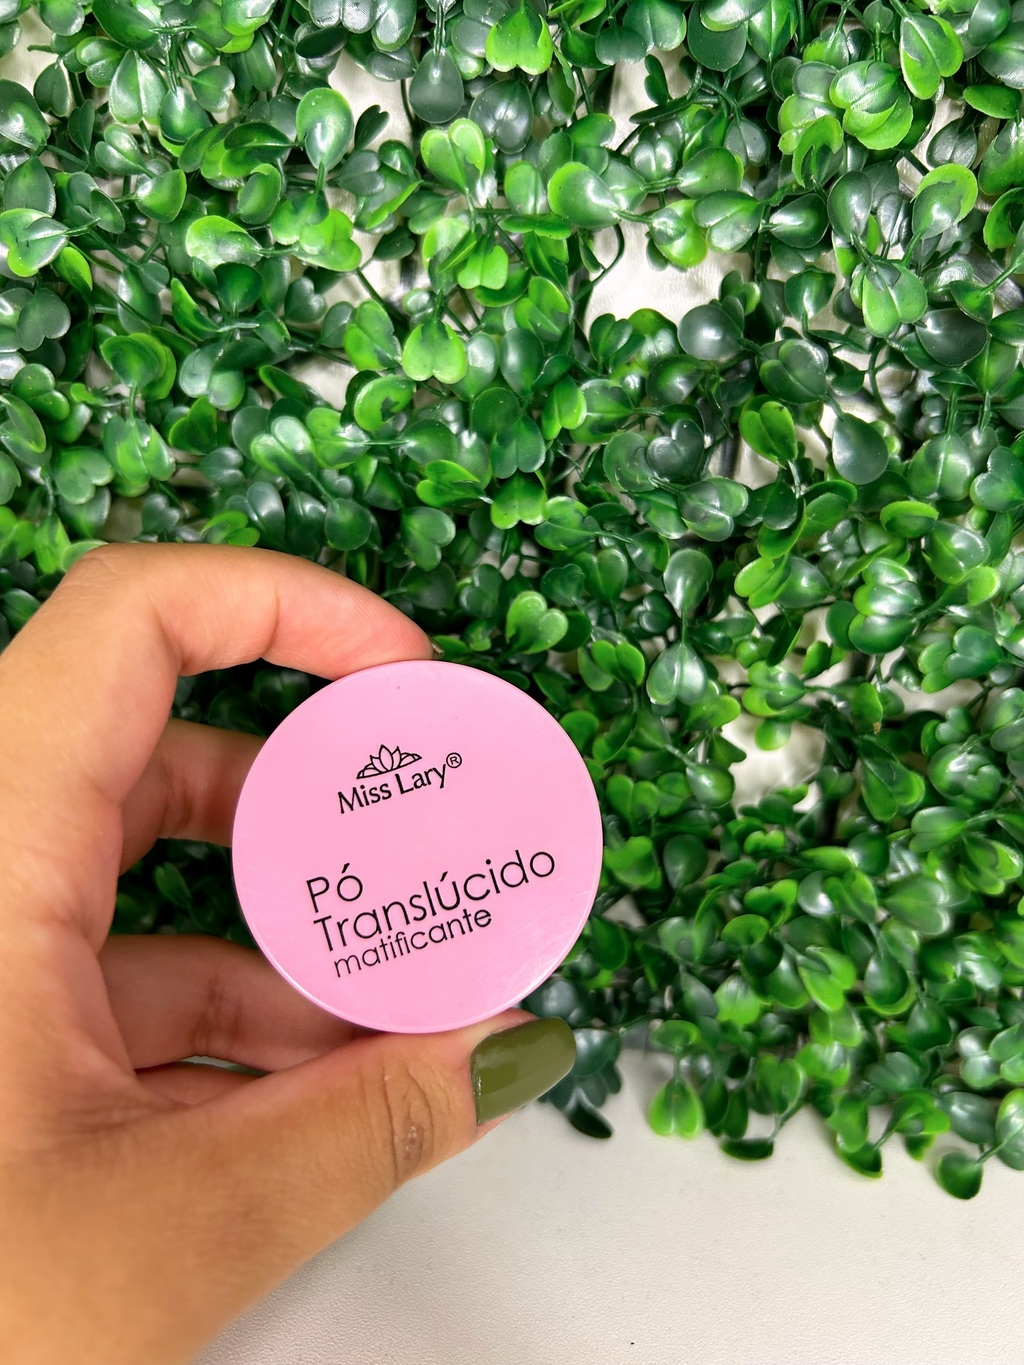 Miss Lary®
Pó
Translúcido
matificante